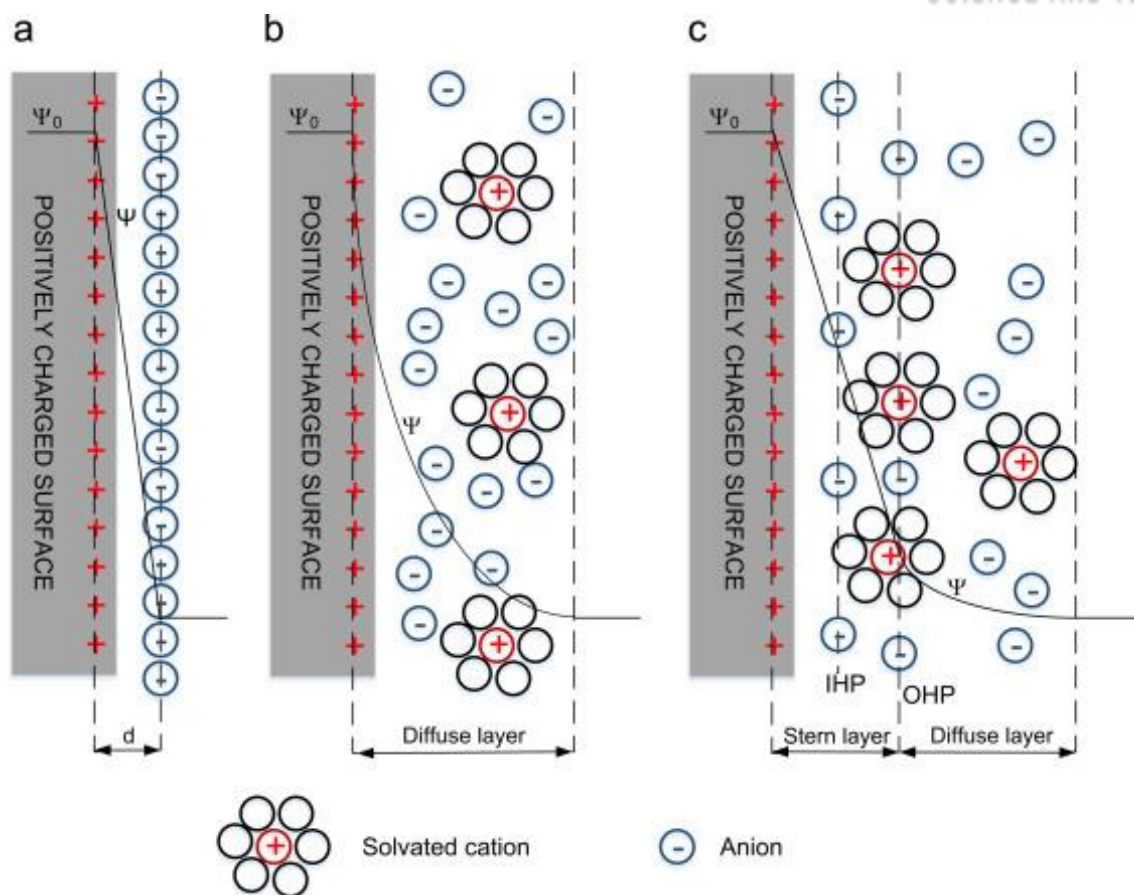 a
b
c
Ψ₀
Ψ
POSITIVELY CHARGED SURFACE
d
Ψ₀
Ψ
POSITIVELY CHARGED SURFACE
Diffuse layer
Ψ₀
POSITIVELY CHARGED SURFACE
Ψ
IHP
OHP
Stern layer
Diffuse layer
Solvated cation
Anion